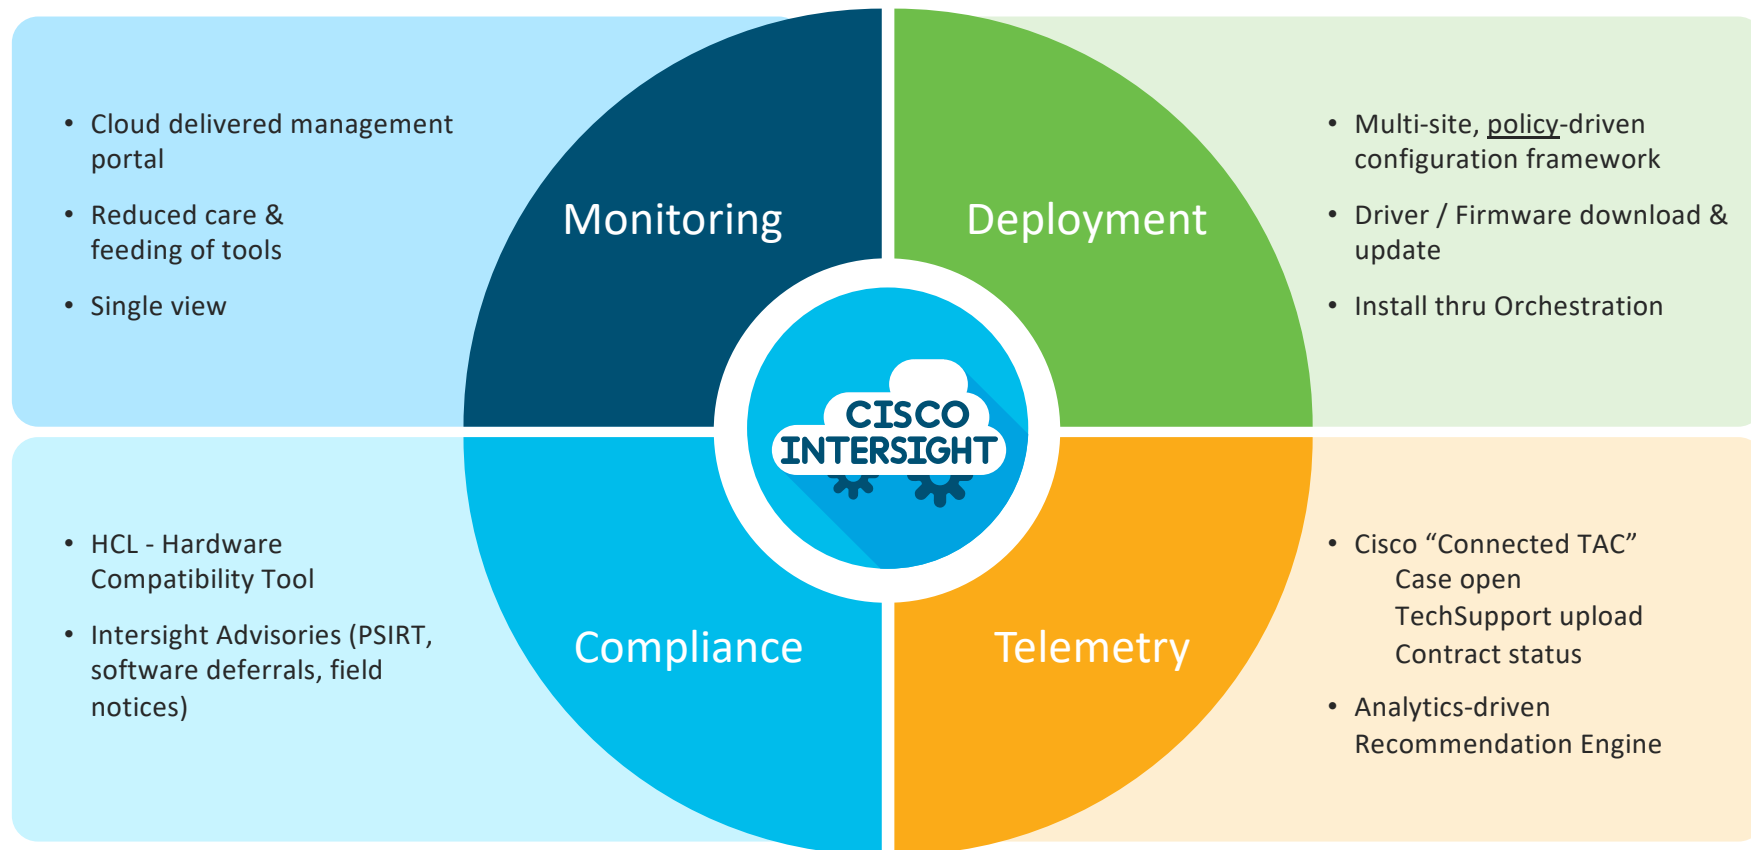 Monitoring
• Cloud delivered management
portal
• Reduced care &
feeding of tools
• Single view
Deployment
• Multi-site, policy-driven
configuration framework
• Driver / Firmware download &
update
• Install thru Orchestration
CISCO
INTERSIGHT
Compliance
• HCL - Hardware
Compatibility Tool
• Intersight Advisories (PSIRT,
software deferrals, field
notices)
Telemetry
• Cisco “Connected TAC”
Case open
TechSupport upload
Contract status
• Analytics-driven
Recommendation Engine